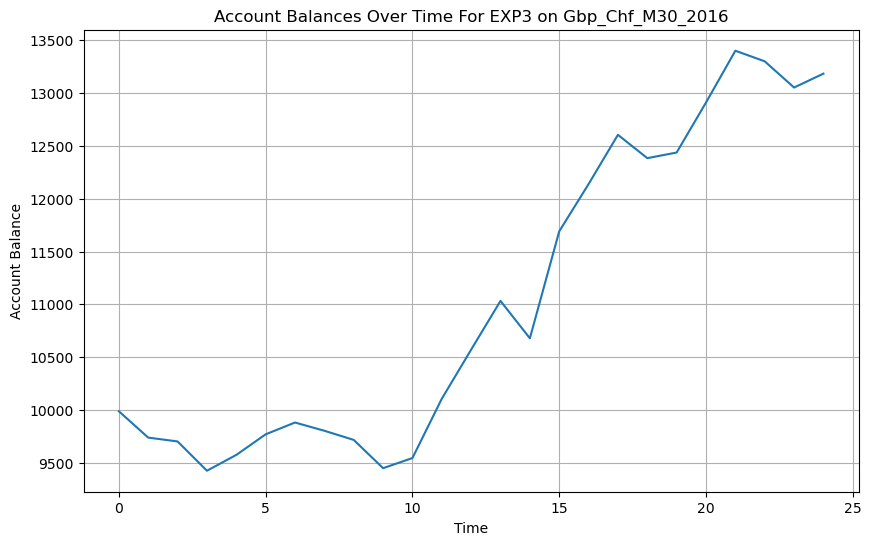 Account Balances Over Time For EXP3 on Gbp_Chf_M30_2016
Account Balance
13500
13000
12500
12000
11500
11000
10500
10000
9500
0 5 10 15 20 25
Time